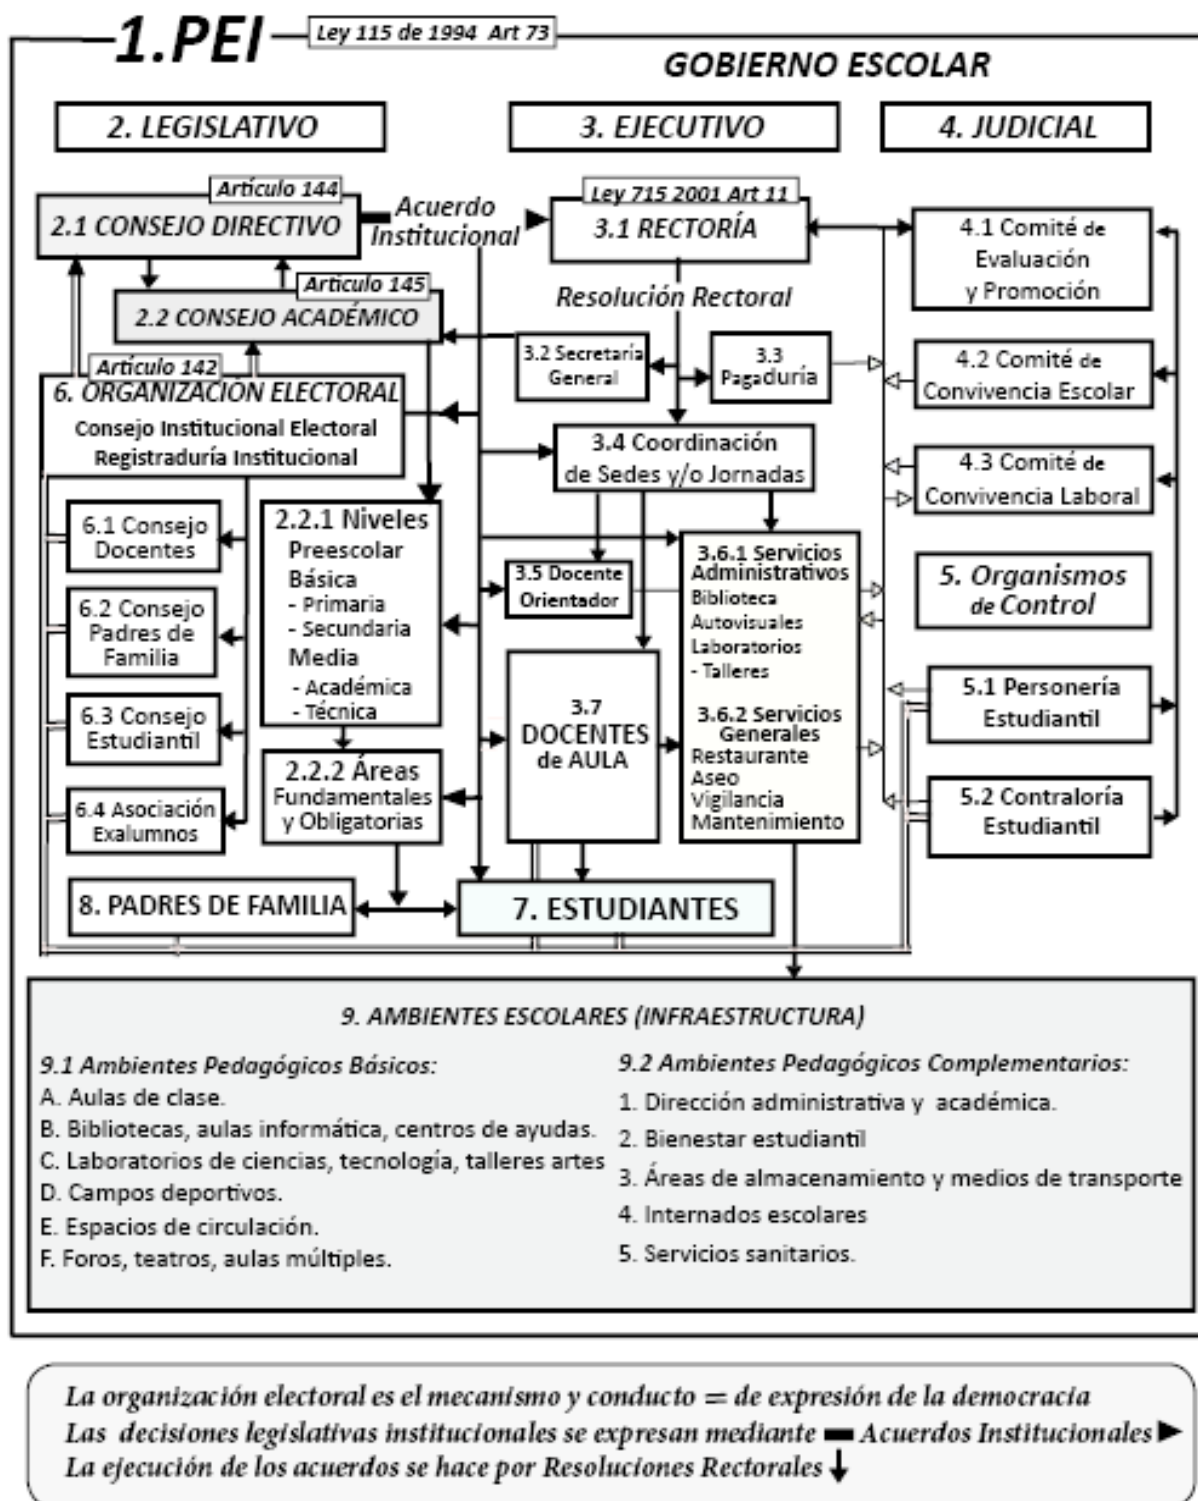 1.PEI
Ley 115 de 1994 Art 73
GOBIERNO ESCOLAR
2. LEGISLATIVO
3. EJECUTIVO
4. JUDICIAL
Artículo 144
2.1 CONSEJO DIRECTIVO
Acuerdo
Institucional
Ley 715 2001 Art 11
3.1 RECTORÍA
4.1 Comité de
Evaluación
y Promoción
Artículo 145
2.2 CONSEJO ACADÉMICO
Resolución Rectoral
3.2 Secretaría
General
3.3
Pagaduría
4.2 Comité de
Convivencia Escolar
Artículo 142
6. ORGANIZACIÓN ELECTORAL
Consejo Institucional Electoral
Registraduría Institucional
3.4 Coordinación
de Sedes y/o Jornadas
4.3 Comité de
Convivencia Laboral
6.1 Consejo
Docentes
6.2 Consejo
Padres de
Familia
6.3 Consejo
Estudiantil
6.4 Asociación
Exalumnos
2.2.1 Niveles
Preescolar
Básica
- Primaria
- Secundaria
Media
- Académica
- Técnica
2.2.2 Áreas
Fundamentales
y Obligatorias
3.5 Docente
Orientador
3.7
DOCENTES
de AULA
3.6.1 Servicios
Administrativos
Biblioteca
Autovisuales
Laboratorios
- Talleres
3.6.2 Servicios
Generales
Restaurante
Aseo
Vigilancia
Mantenimiento
5. Organismos
de Control
5.1 Personería
Estudiantil
5.2 Contraloría
Estudiantil
8. PADRES DE FAMILIA
7. ESTUDIANTES
9. AMBIENTES ESCOLARES (INFRAESTRUCTURA)
9.1 Ambientes Pedagógicos Básicos:
A. Aulas de clase.
B. Bibliotecas, aulas informática, centros de ayudas.
C. Laboratorios de ciencias, tecnología, talleres artes
D. Campos deportivos.
E. Espacios de circulación.
F. Foros, teatros, aulas múltiples.
9.2 Ambientes Pedagógicos Complementarios:
1. Dirección administrativa y académica.
2. Bienestar estudiantil
3. Áreas de almacenamiento y medios de transporte
4. Internados escolares
5. Servicios sanitarios.
La organización electoral es el mecanismo y conducto = de expresión de la democracia
Las decisiones legislativas institucionales se expresan mediante ▬ Acuerdos Institucionales ►
La ejecución de los acuerdos se hace por Resoluciones Rectorales ↓